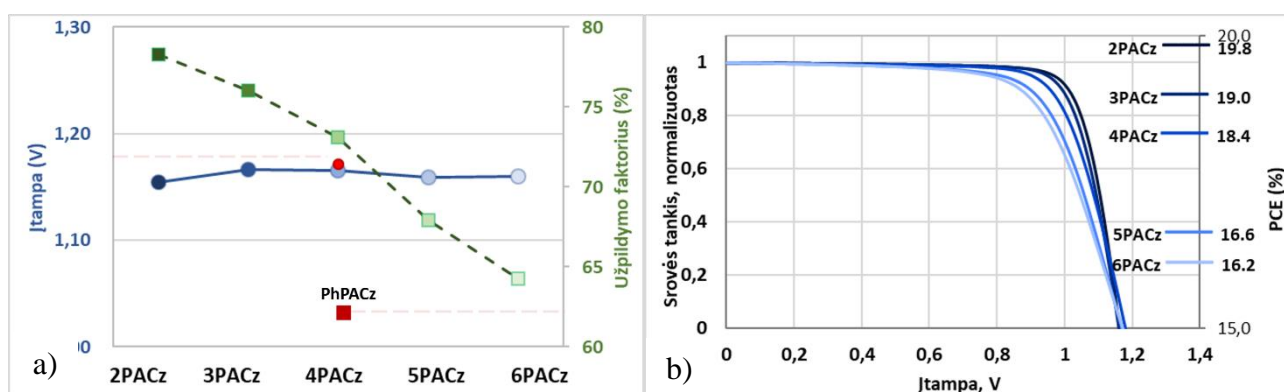 1,30
1,20
1,10
00
Įtampa (V)
80
75
70
65
60
Užpildymo faktorius (%)
PhPACz
2PACz 3PACz 4PACz 5PACz 6PACz
a)
1
0,8
0,6
0,4
0,2
0
Srovės tankis, normalizuotas
2PACz 19.8
3PACz 19.0
4PACz 18.4
5PACz 16.6
6PACz 16.2
20,0
15,0
PCE (%)
0 0,2 0,4 0,6 0,8 1 1,2 1,4
Įtampa, V
b)